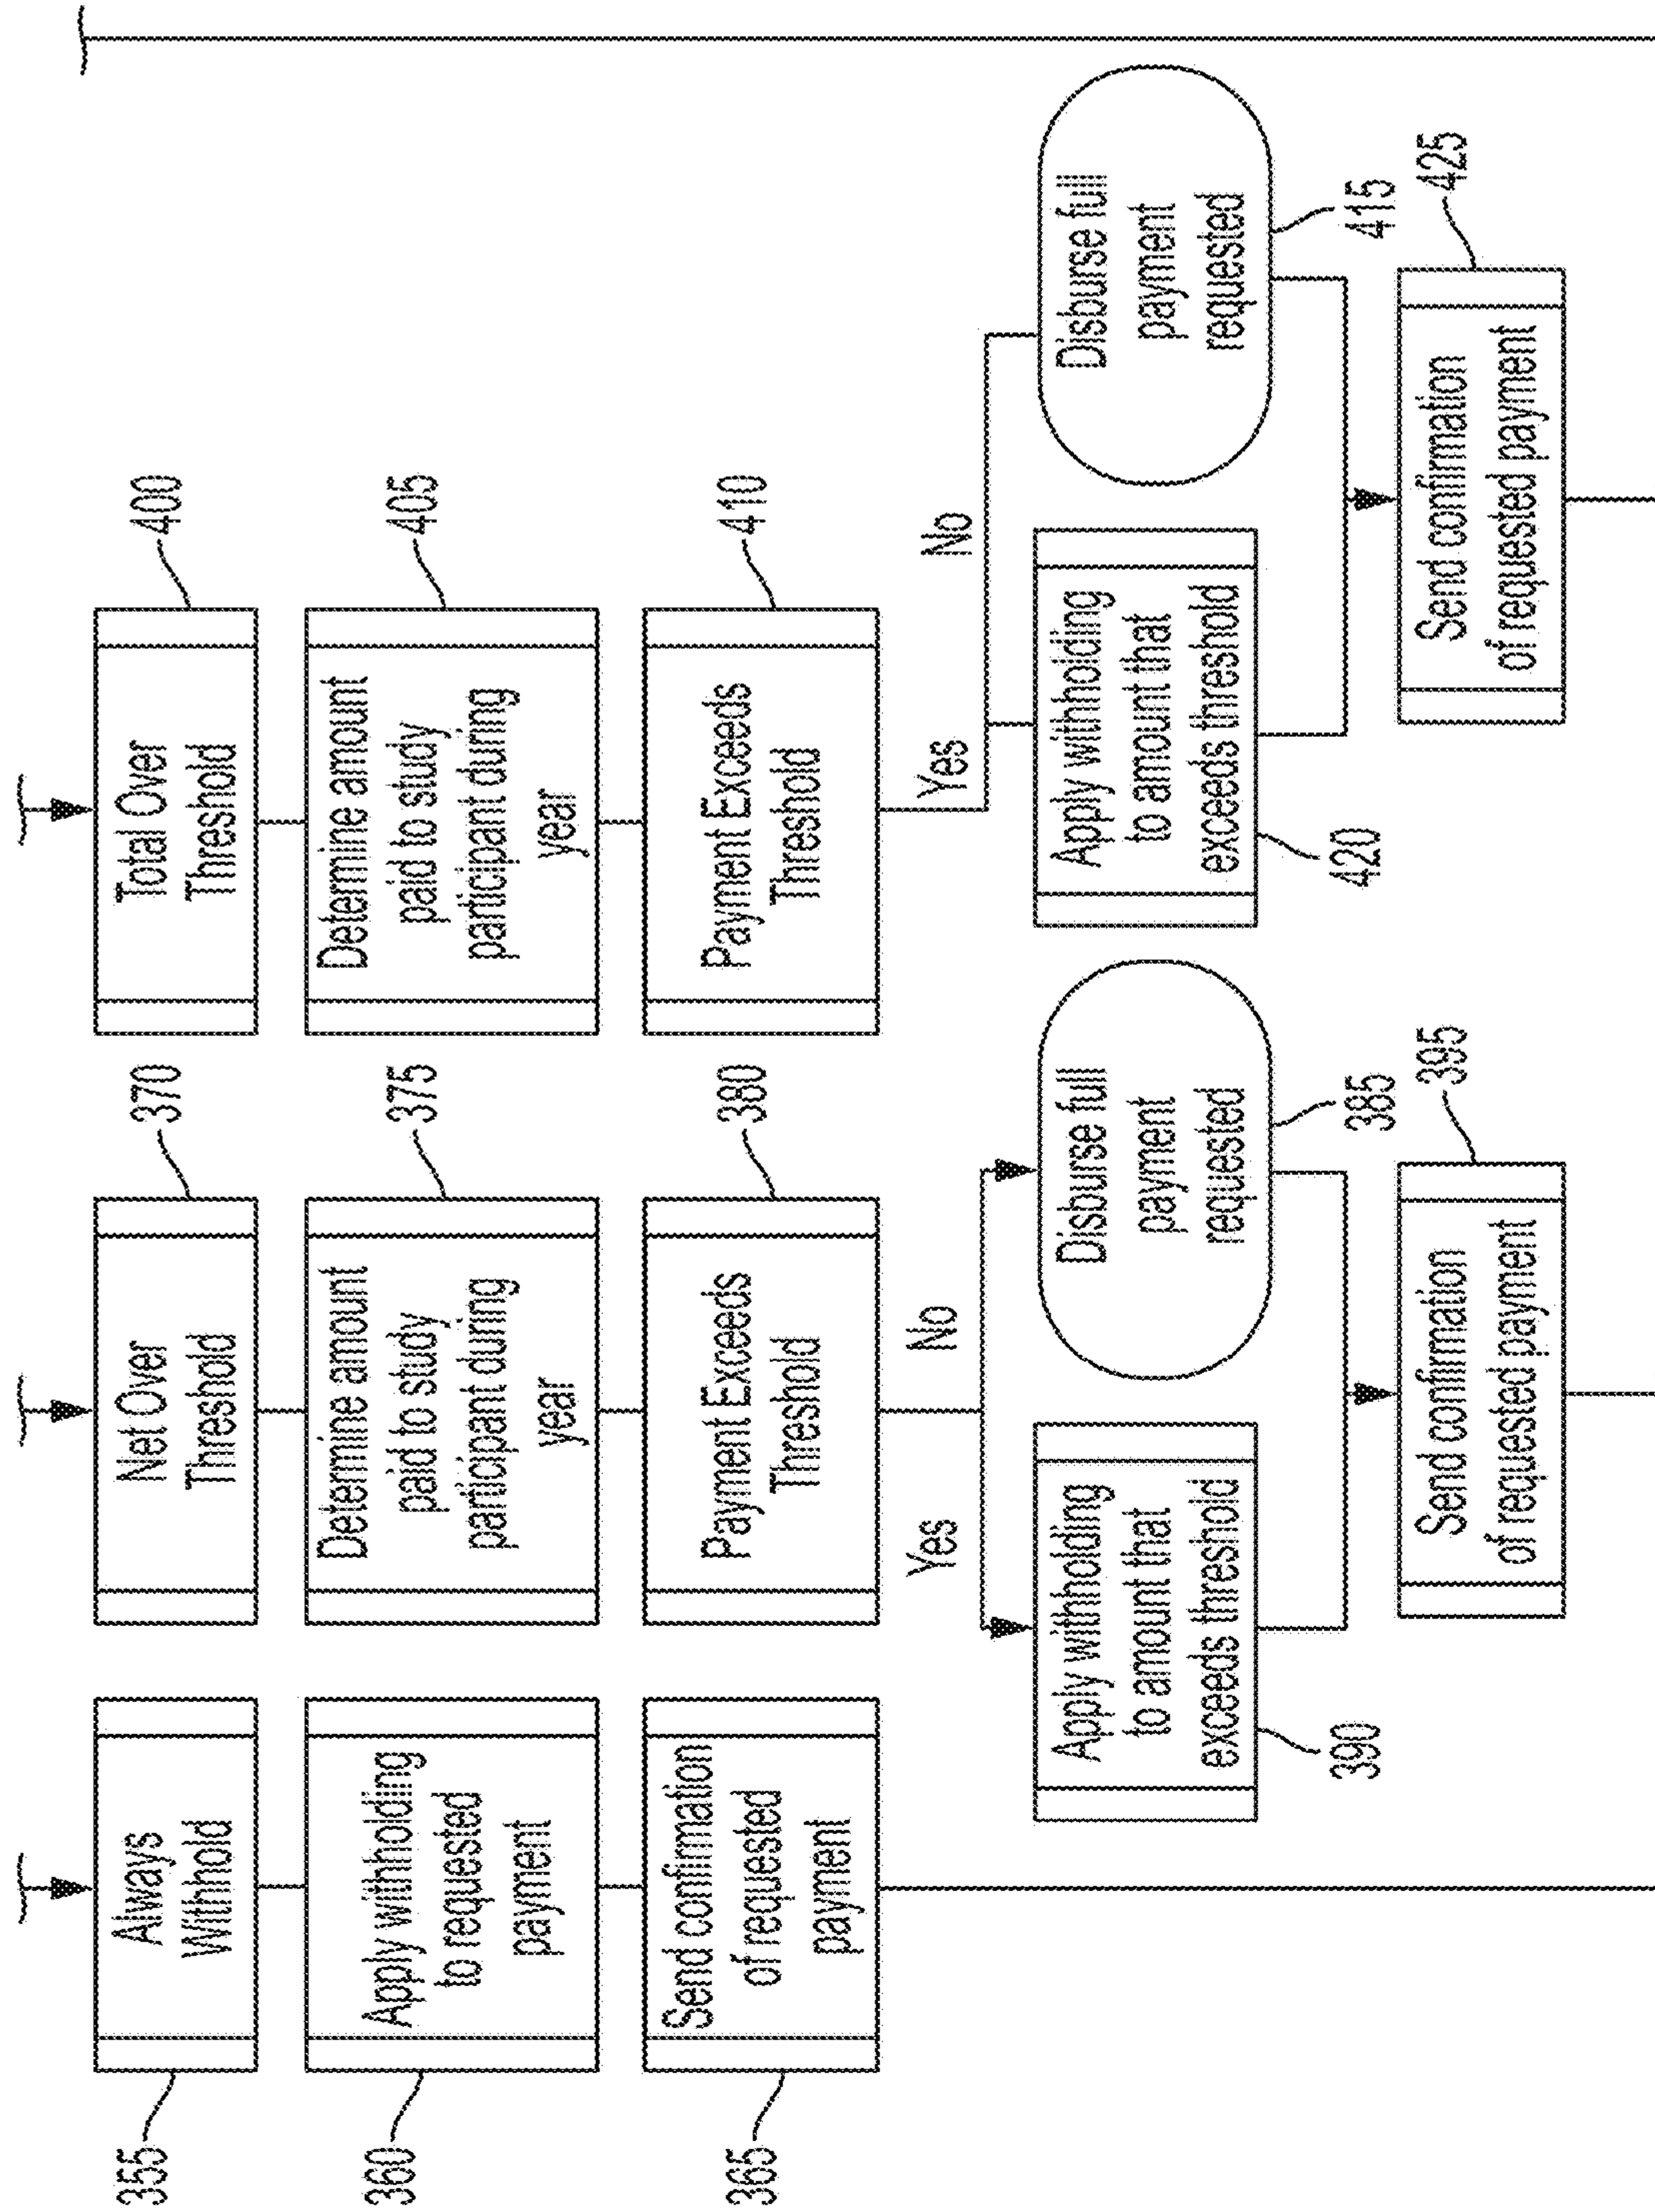 355
Always
Withhold
360
Apply withholding
to requested
payment
365
Send confirmation
of requested
payment
Net Over
Threshold
370
Determine amount
paid to study
participant during
year
375
Payment Exceeds
Threshold
380
Yes
No
Apply withholding
to amount that
exceeds threshold
390
Disburse full
payment
requested
385
Send confirmation
of requested payment
395
Total Over
Threshold
400
Determine amount
paid to study
participant during
year
405
Payment Exceeds
Threshold
410
Yes
No
Apply withholding
to amount that
exceeds threshold
420
Disburse full
payment
requested
415
Send confirmation
of requested payment
425